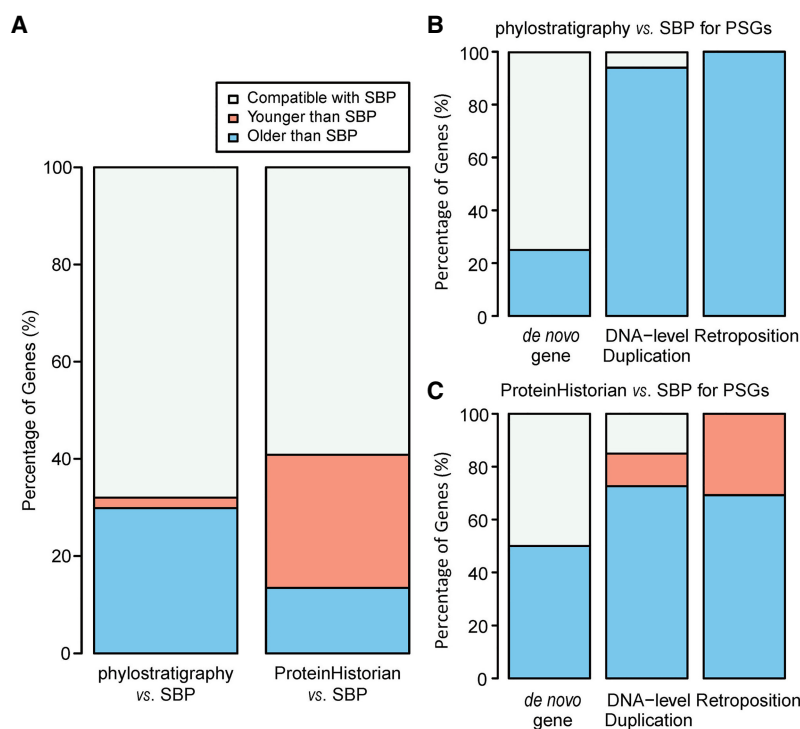 A
Compatible with SBP
Younger than SBP
Older than SBP
Percentage of Genes (%)
100
80
60
40
20
0
phylostratigraphy
vs. SBP
ProteinHistorian
vs. SBP
B
phylostratigraphy vs. SBP for PSGs
Percentage of Genes (%)
100
80
60
40
20
0
de novo
gene
DNA−level
Duplication
Retroposition
C
ProteinHistorian vs. SBP for PSGs
Percentage of Genes (%)
100
80
60
40
20
0
de novo
gene
DNA−level
Duplication
Retroposition